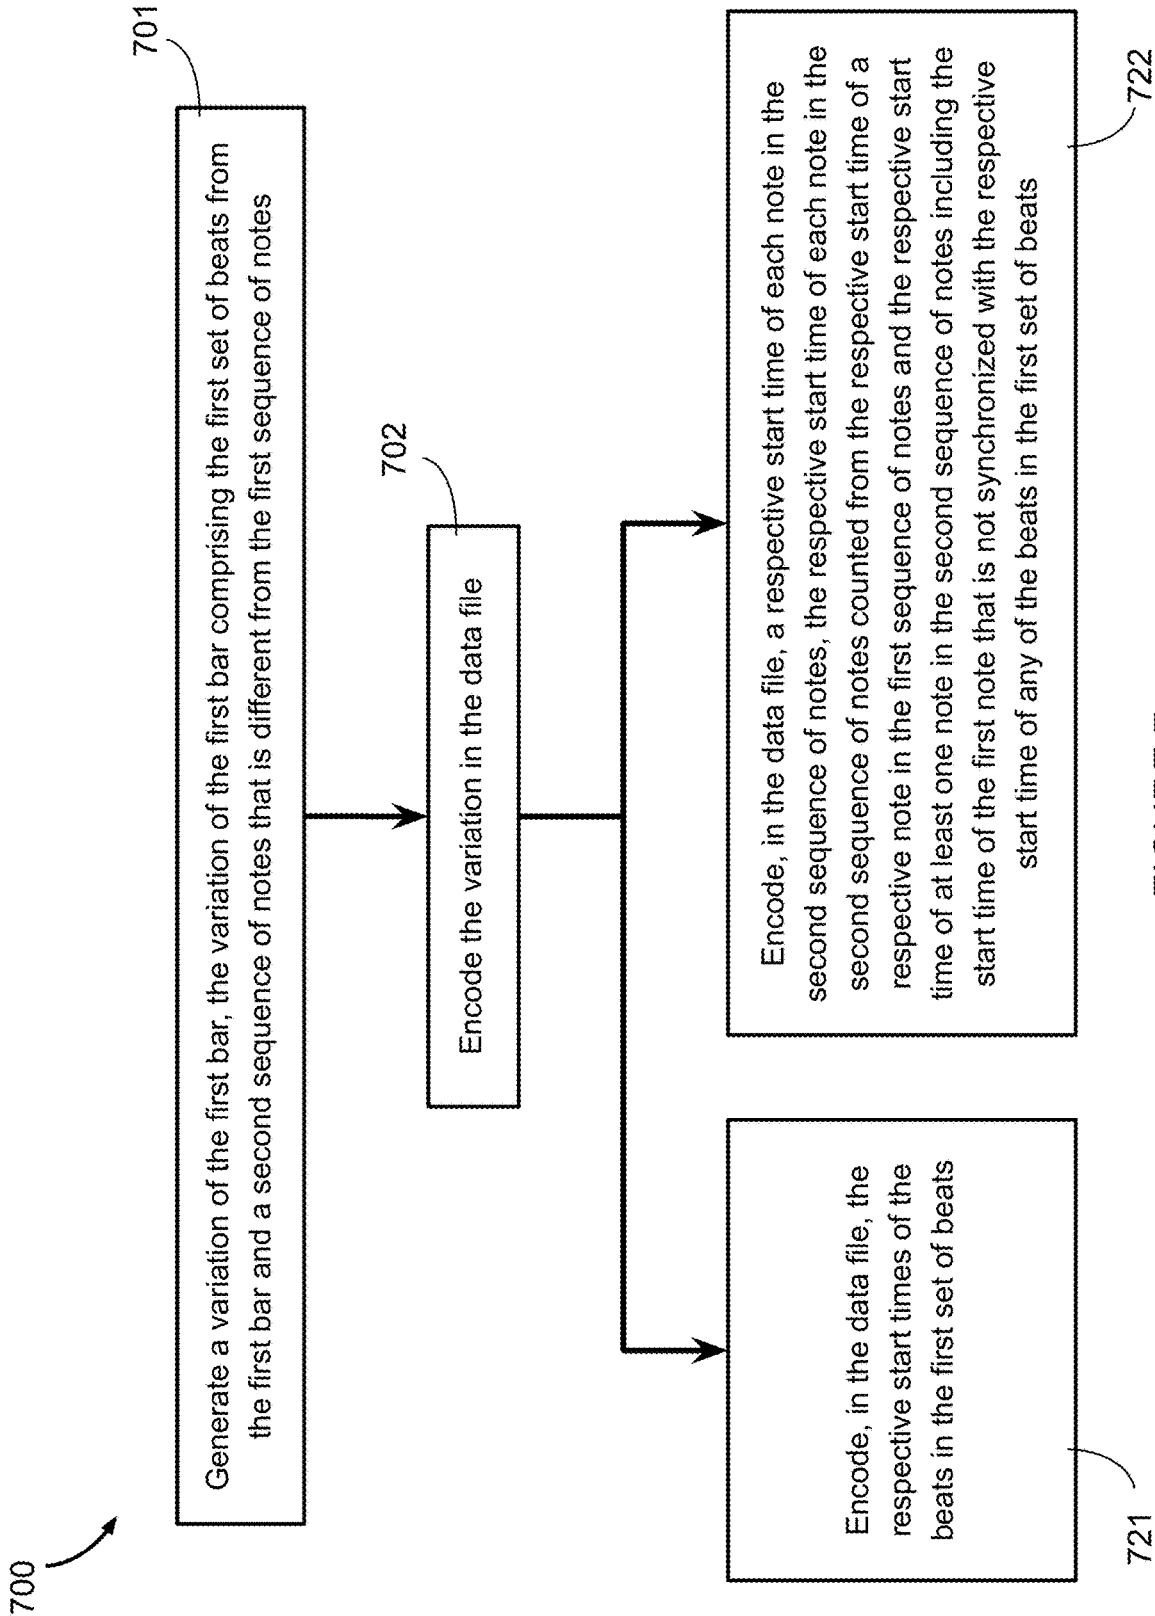 700
701
Generate a variation of the first bar, the variation of the first bar comprising the first set of beats from
the first bar and a second sequence of notes that is different from the first sequence of notes
702
Encode the variation in the data file
Encode, in the data file, the
respective start times of the
beats in the first set of beats
721
Encode, in the data file, a respective start time of each note in the
second sequence of notes, the respective start time of each note in the
second sequence of notes counted from the respective start time of a
respective note in the first sequence of notes and the respective start
time of at least one note in the second sequence of notes including the
start time of the first note that is not synchronized with the respective
start time of any of the beats in the first set of beats
722